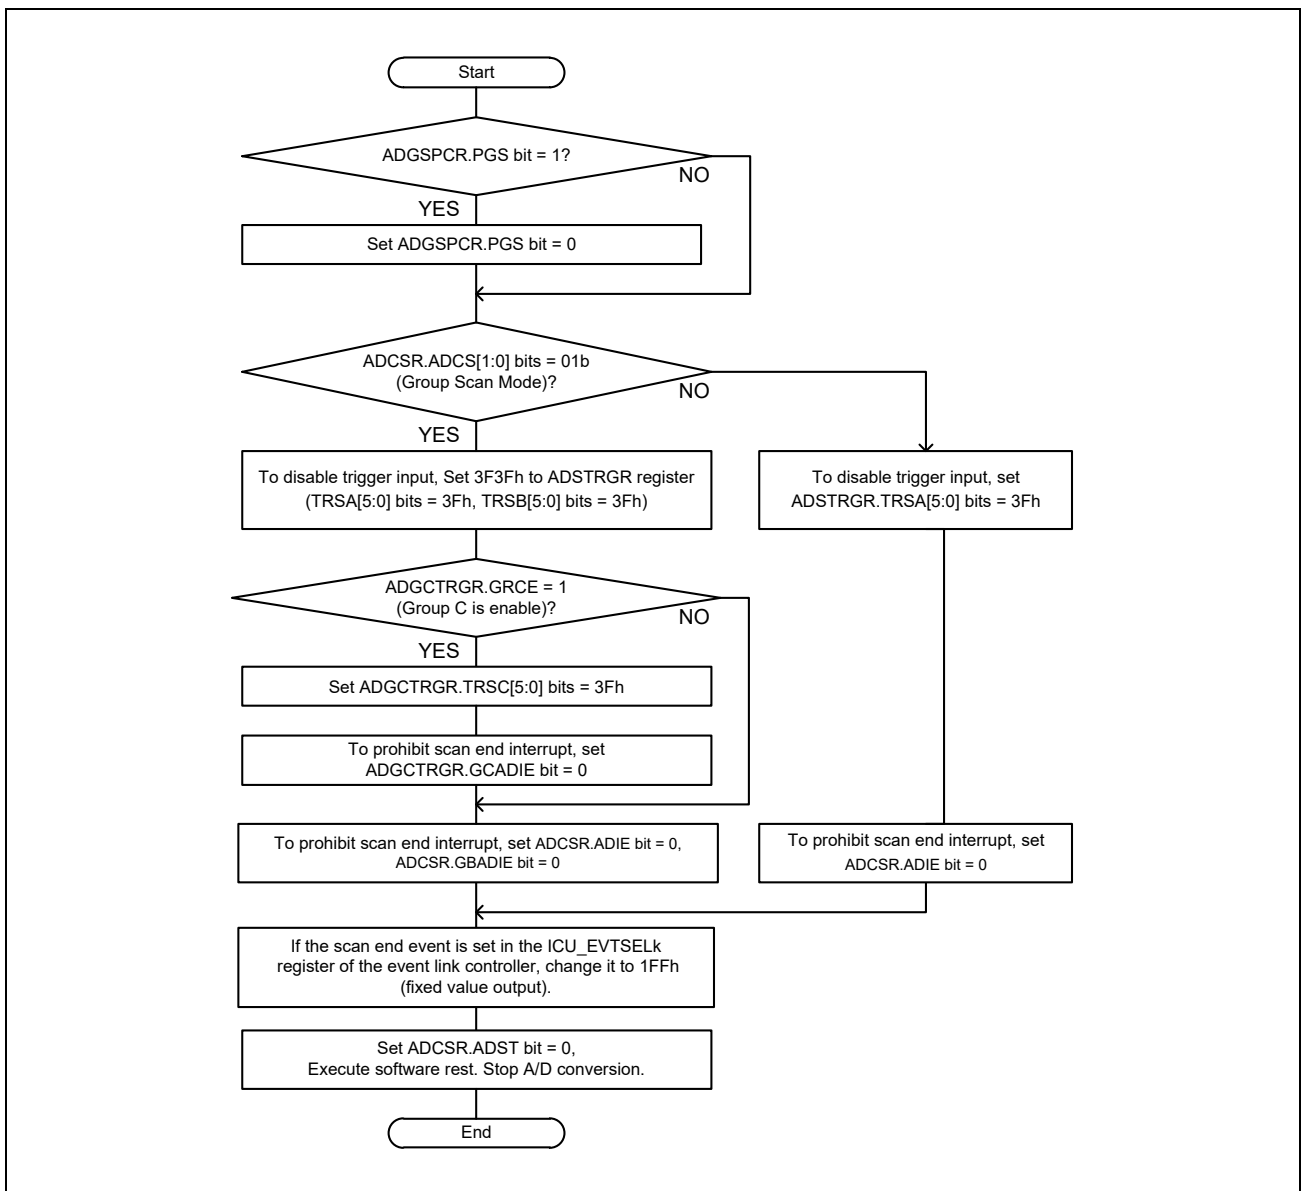 Start
ADGSPCR.PGS bit = 1?
NO
YES
Set ADGSPCR.PGS bit = 0
ADCSR.ADCS[1:0] bits = 01b
(Group Scan Mode)?
NO
YES
To disable trigger input, Set 3F3Fh to ADSTRGR register
(TRSA[5:0] bits = 3Fh, TRSB[5:0] bits = 3Fh)
To disable trigger input, set
ADSTRGR.TRSA[5:0] bits = 3Fh
ADGCTRGR.GRCE = 1
(Group C is enable)?
NO
YES
Set ADGCTRGR.TRSC[5:0] bits = 3Fh
To prohibit scan end interrupt, set
ADGCTRGR.GCADIE bit = 0
To prohibit scan end interrupt, set ADCSR.ADIE bit = 0,
ADCSR.GBADIE bit = 0
To prohibit scan end interrupt, set
ADCSR.ADIE bit = 0
If the scan end event is set in the ICU_EVTSELk
register of the event link controller, change it to 1FFh
(fixed value output).
Set ADCSR.ADST bit = 0,
Execute software rest. Stop A/D conversion.
End